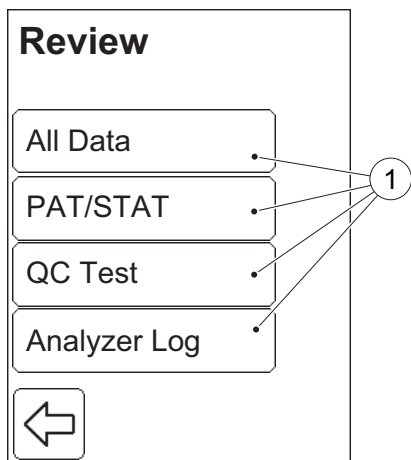 Review
All Data
PAT/STAT
QC Test
Analyzer Log
1